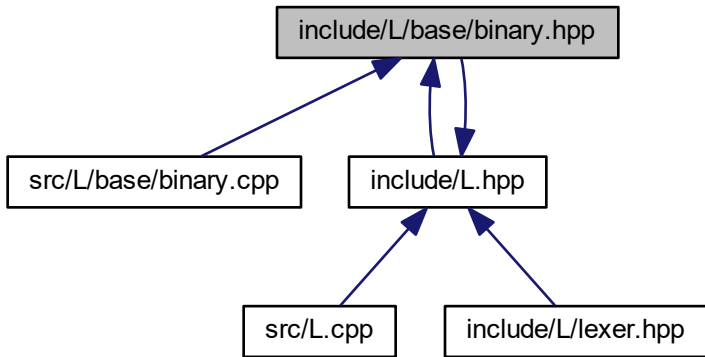 include/L/base/binary.hpp
src/L/base/binary.cpp
include/L.hpp
src/L.cpp
include/L/lexer.hpp